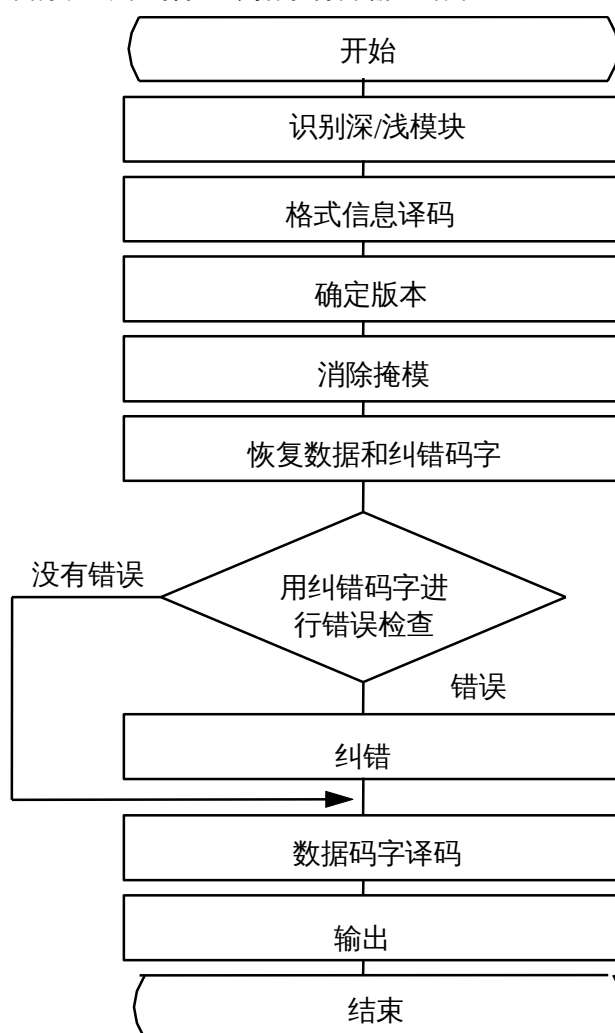 开始
识别深/浅模块
格式信息译码
确定版本
消除掩模
恢复数据和纠错码字
没有错误
用纠错码字进
行错误检查
错误
纠错
数据码字译码
输出
结束